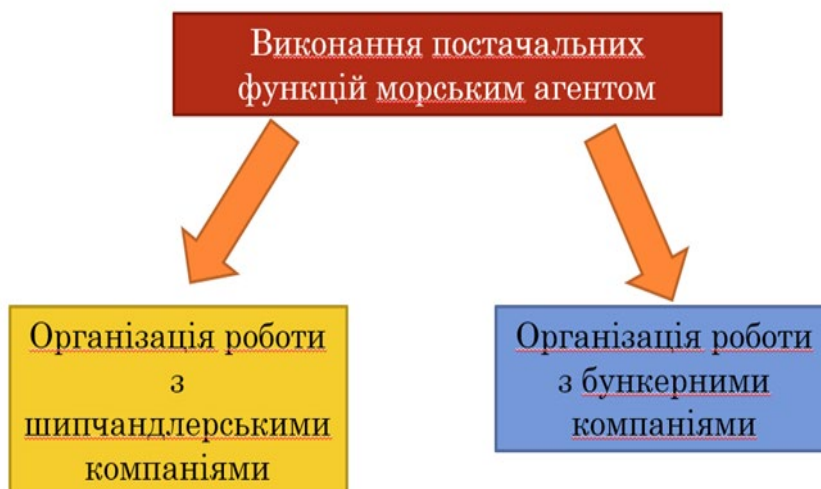 Виконання постачальних
функцій морським агентом
Організація роботи
з
шипчандлерськими
компаніями
Організація роботи
з бункерними
компаніями